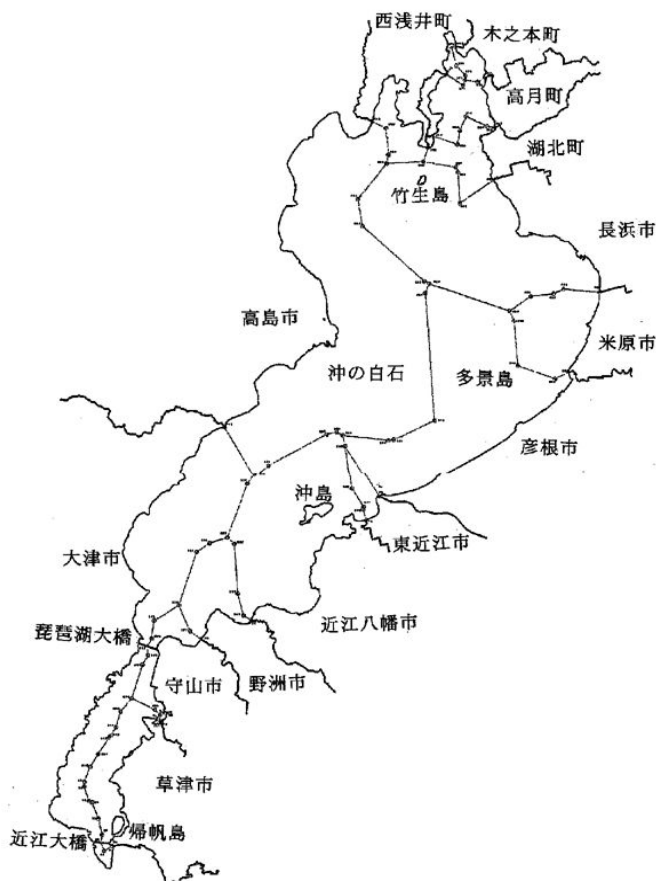 西浅井町
木之本町
高月町
湖北町
竹生島
長浜市
高島市
米原市
沖の白石
多景島
彦根市
沖島
東近江市
大津市
近江八幡市
琵琶湖大橋
守山市
野洲市
草津市
帰帆島
近江大橋